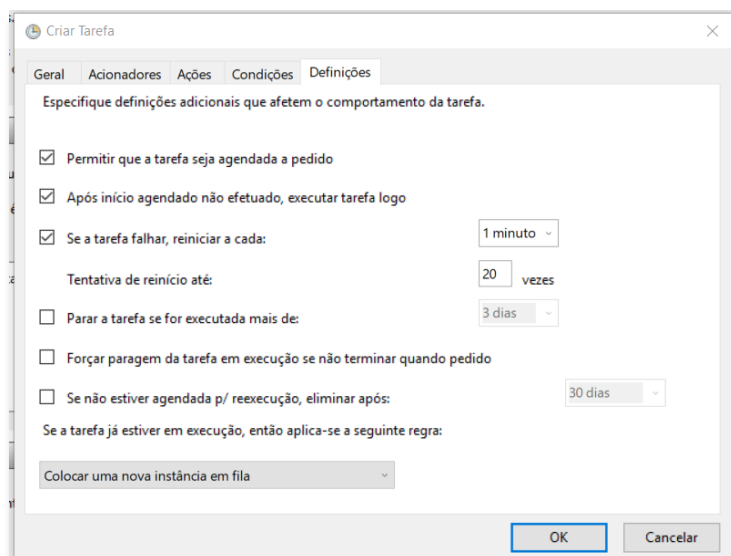 Criar Tarefa
Geral Acionadores Ações Condições Definições
Especifique definições adicionais que afetem o comportamento da tarefa.
Permitir que a tarefa seja agendada a pedido
Após início agendado não efetuado, executar tarefa logo
Se a tarefa falhar, reiniciar a cada: 1 minuto
Tentativa de reinício até: 20 vezes
Parar a tarefa se for executada mais de: 3 dias
Forçar paragem da tarefa em execução se não terminar quando pedido
Se não estiver agendada p/ reexecução, eliminar após: 30 dias
Se a tarefa já estiver em execução, então aplica-se a seguinte regra:
Colocar uma nova instância em fila
OK Cancelar